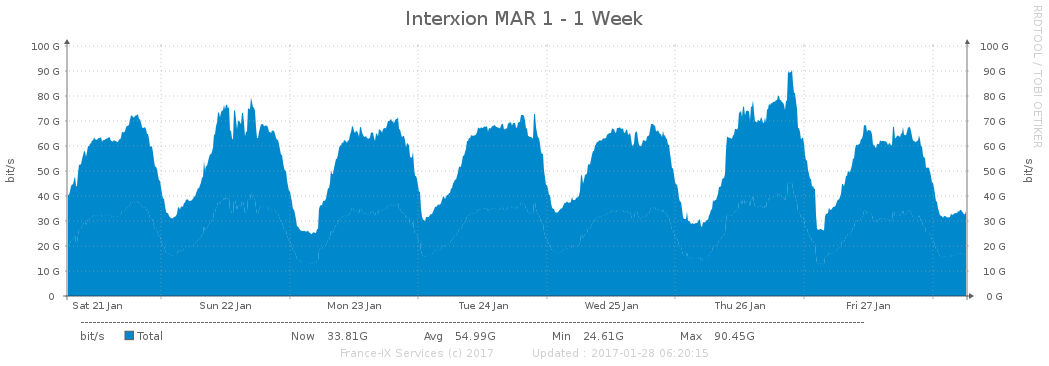 Interxion MAR 1 - 1 Week
RRDTOOL / TOBI OETIKER
bit/s
100 G 100 G
90 G 90 G
80 G 80 G
70 G 70 G
60 G 60 G
50 G 50 G
40 G 40 G
30 G 30 G
20 G 20 G
10 G 10 G
0 0 G
bit/s
Sat 21 Jan Sun 22 Jan Mon 23 Jan Tue 24 Jan Wed 25 Jan Thu 26 Jan Fri 27 Jan
bit/s Total Now 33.81G Avg 54.99G Min 24.61G Max 90.45G
France-IX Services (c) 2017 Updated : 2017-01-28 06:20:15